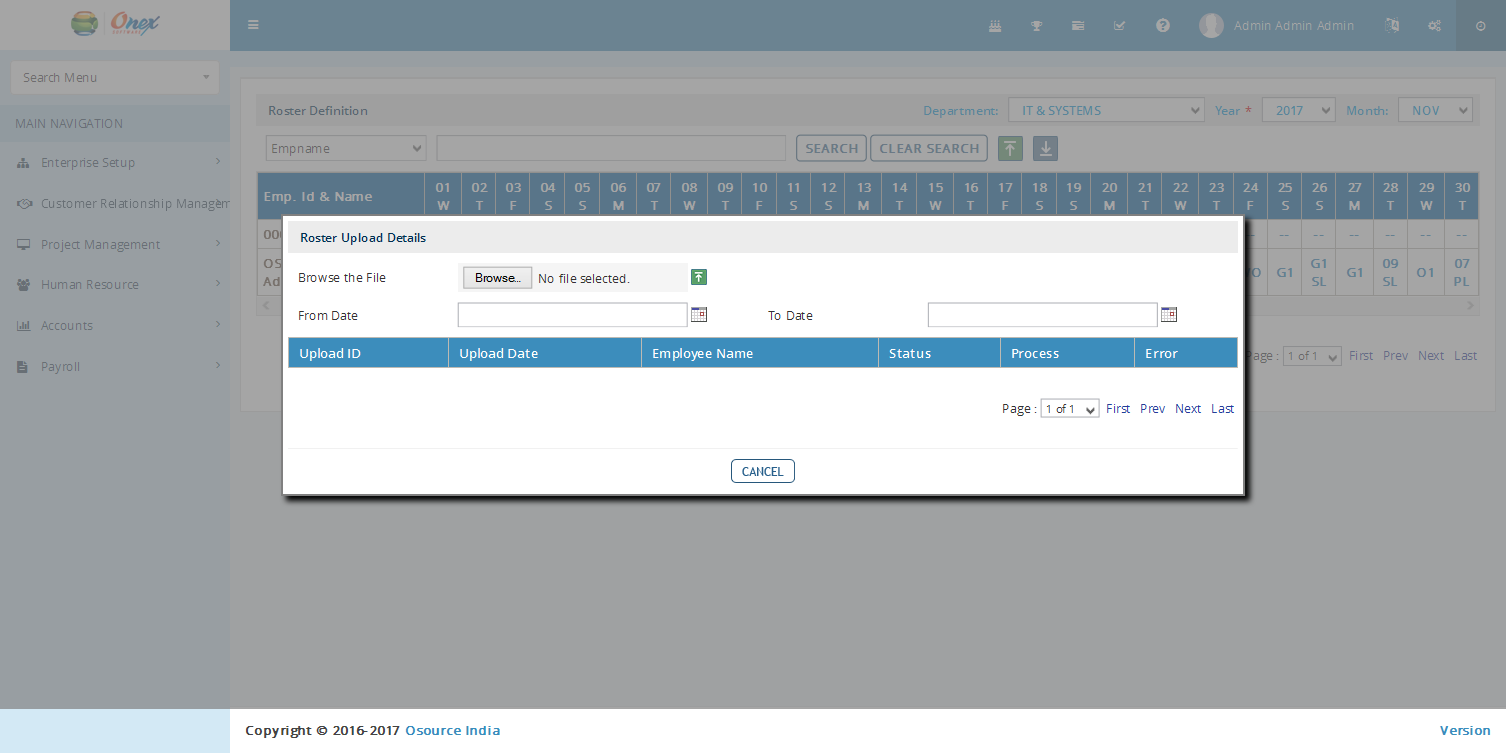 Onex
SOFTWARE
Admin Admin Admin
Search Menu
MAIN NAVIGATION
Enterprise Setup
Customer Relationship Managem
Project Management
Human Resource
Accounts
Payroll
Roster Definition
Department: IT & SYSTEMS Year * 2017 Month: NOV
Empname SEARCH CLEAR SEARCH
Emp. Id & Name 01 02 03 04 05 06 07 08 09 10 11 12 13 14 15 16 17 18 19 20 21 22 23 24 25 26 27 28 29 30
W T F S S M T W T F S S M T W T F S S M T W T F S S M T W T
-- -- -- -- -- --
OS
Ad
G1 G1 SL G1 09 SL O1 07 PL
Page : 1 of 1 First Prev Next Last
Roster Upload Details
Browse the File Browse... No file selected.
From Date To Date
Upload ID Upload Date Employee Name Status Process Error
Page : 1 of 1 First Prev Next Last
CANCEL
Copyright © 2016-2017 Osource India Version